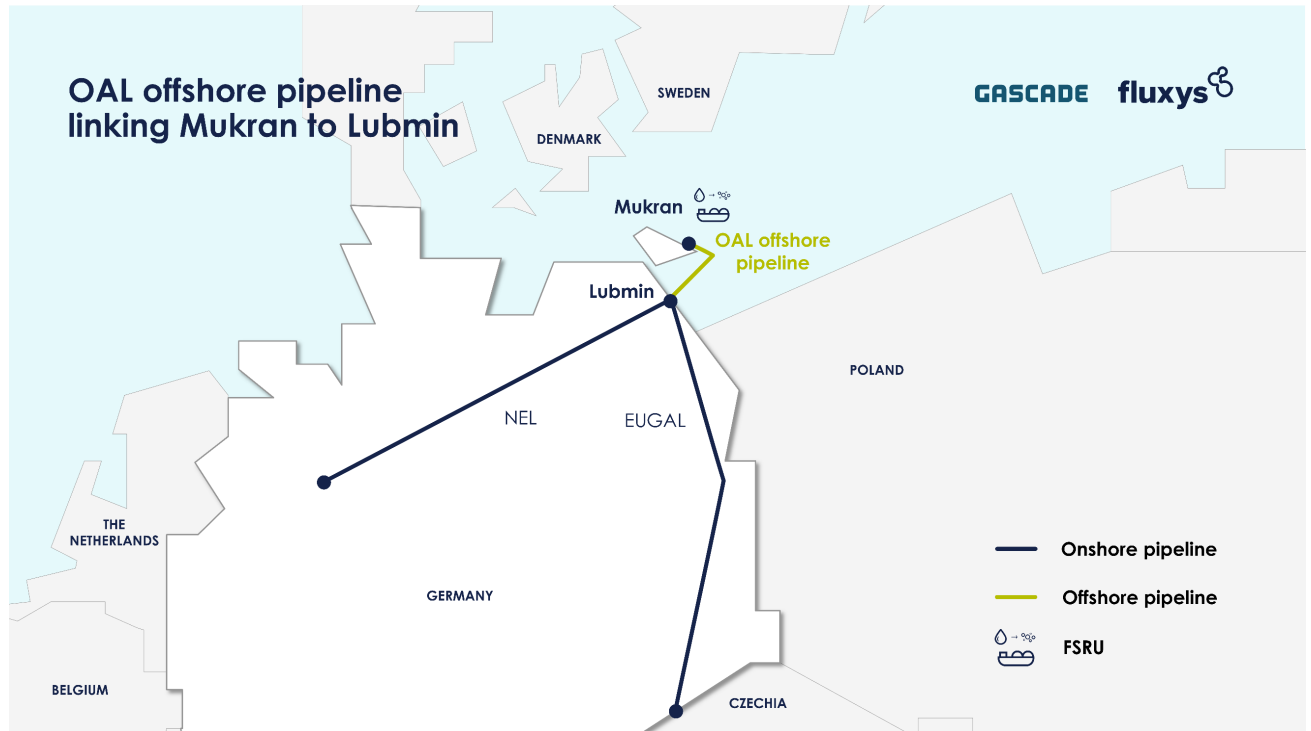 OAL offshore pipeline
linking Mukran to Lubmin
GASCADE
fluxys
SWEDEN
DENMARK
Mukran
OAL offshore
pipeline
Lubmin
POLAND
NEL
EUGAL
THE
NETHERLANDS
GERMANY
BELGIUM
CZECHIA
Onshore pipeline
Offshore pipeline
FSRU